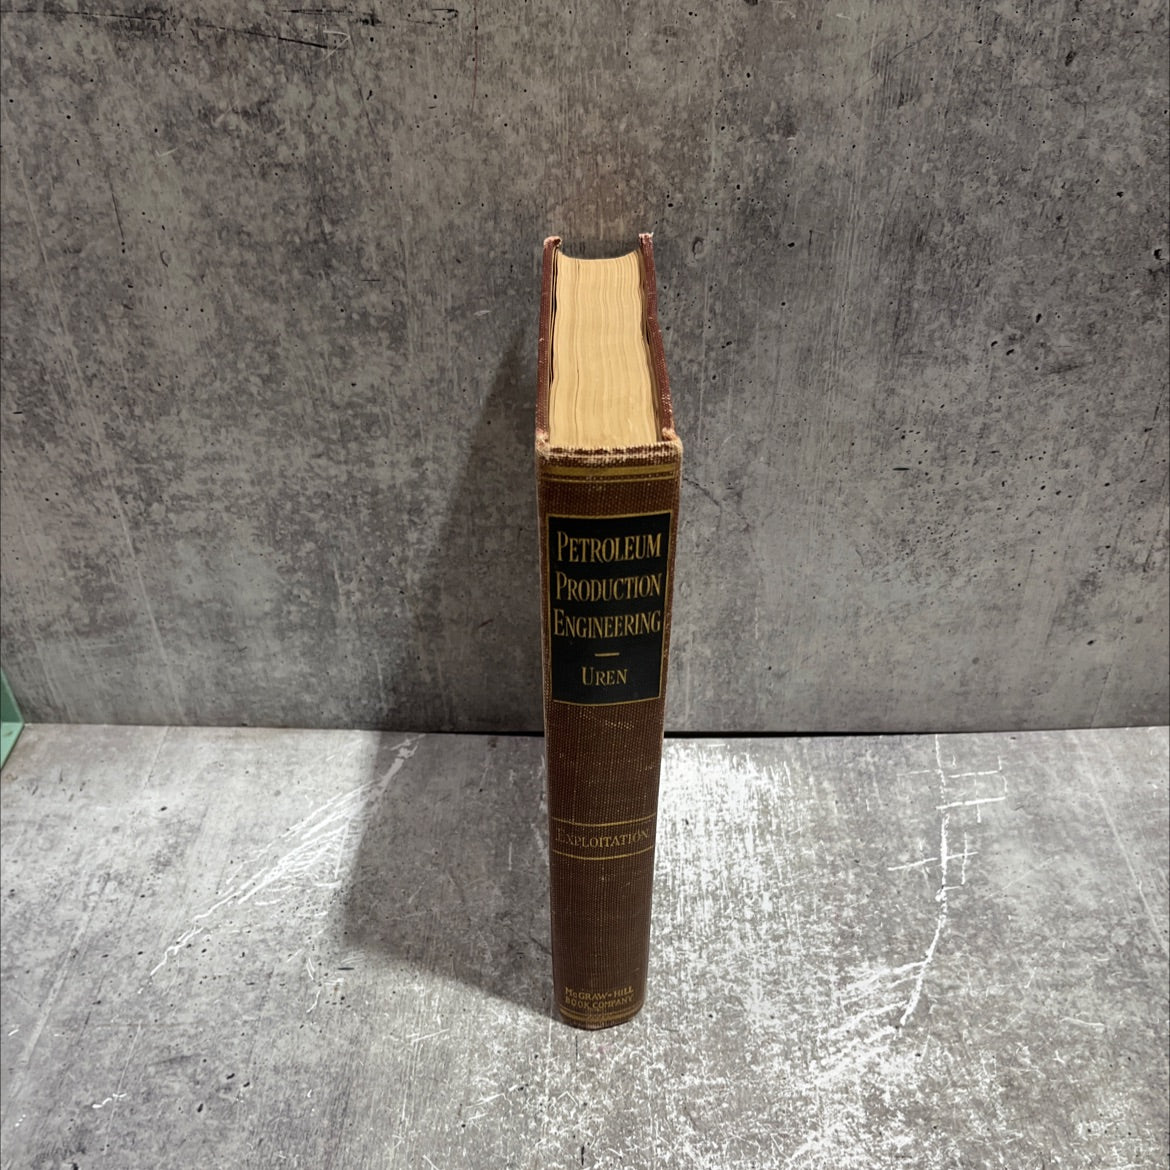 PETROLEUM
PRODUCTION
ENGINEERING
UREN
EXPLOITATION
MCGRAW-HILL
BOOK COMPANY